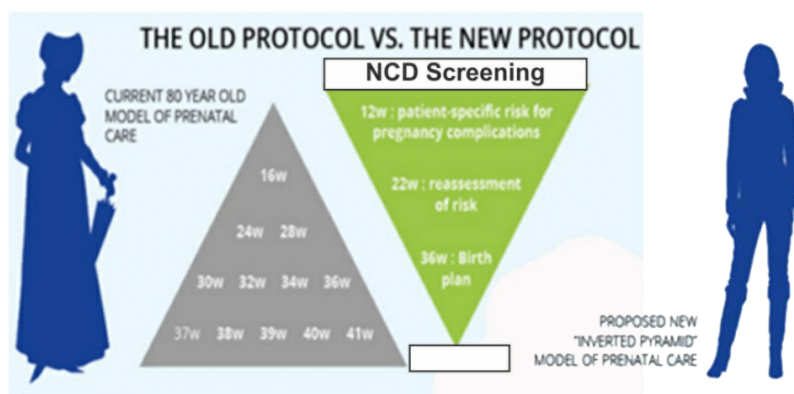 THE OLD PROTOCOL VS. THE NEW PROTOCOL
CURRENT 80 YEAR OLD
MODEL OF PRENATAL
CARE
16w
24w 28w
30w 32w 34w 36w
37w 38w 39w 40w 41w
NCD Screening
12w : patient-specific risk for
pregnancy complications
22w : reassessment
of risk
36w : Birth
plan
PROPOSED NEW
"INVERTED PYRAMID"
MODEL OF PRENATAL CARE